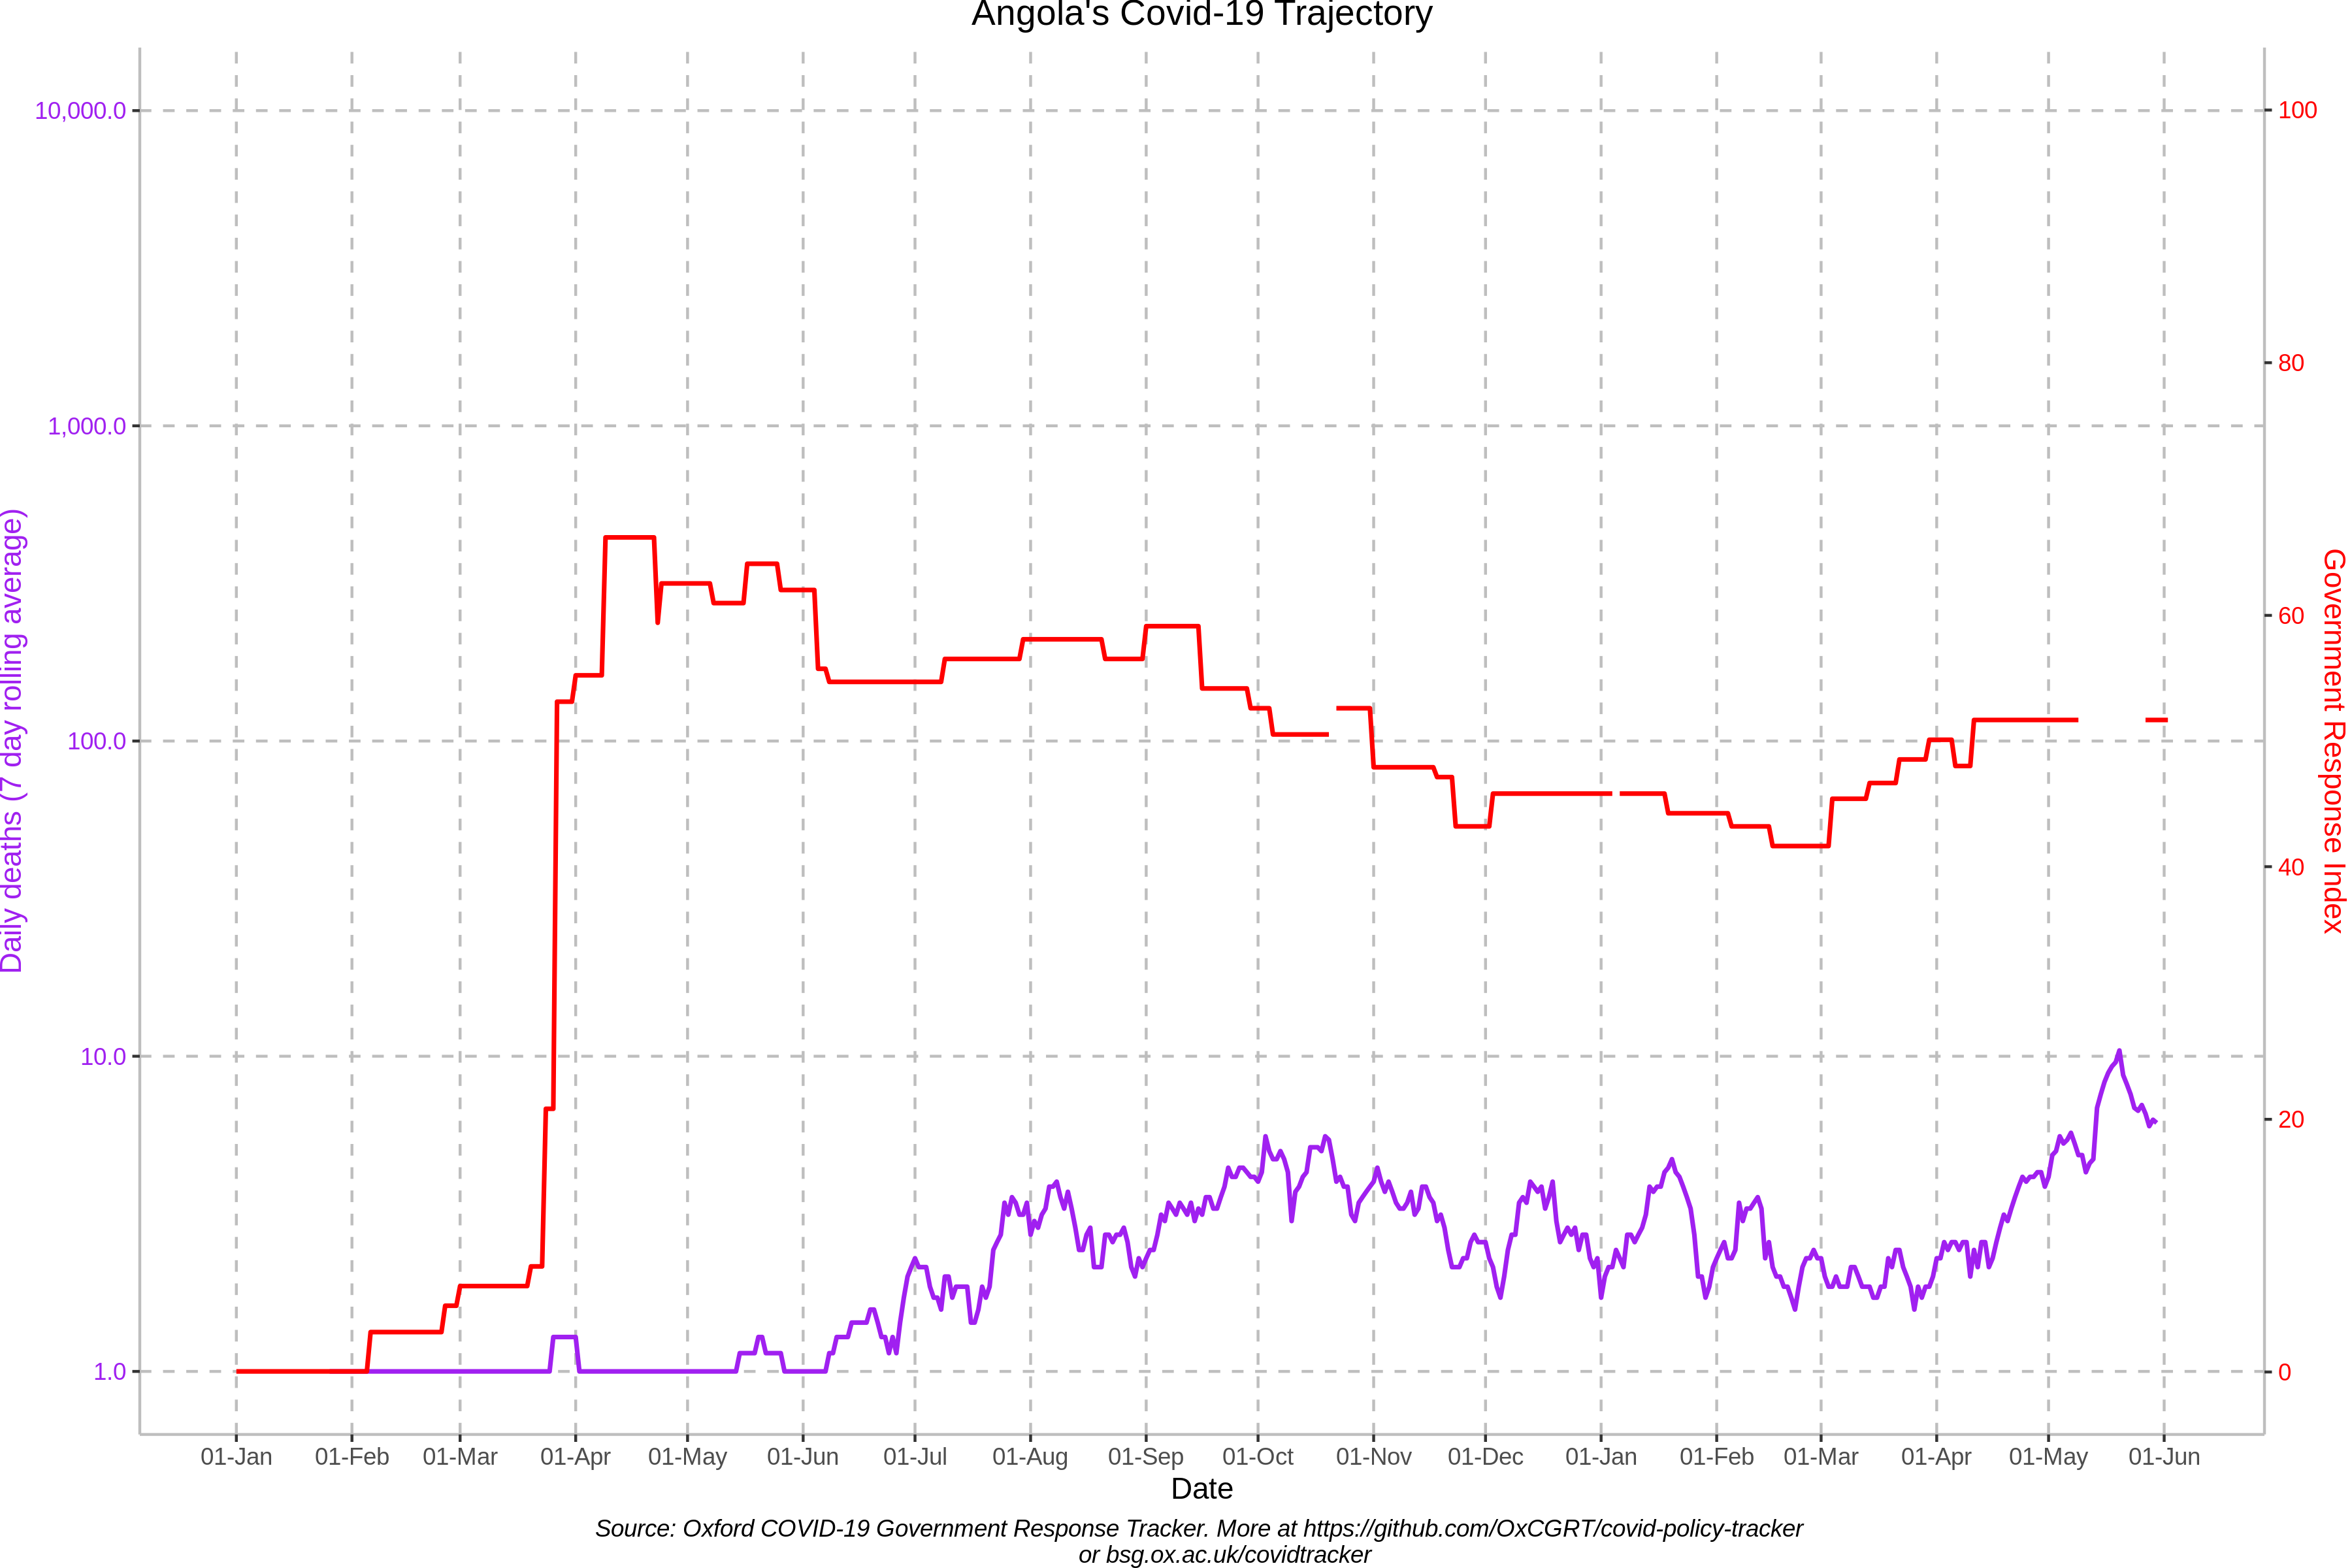 Angola's Covid-19 Trajectory
10,000.0
1,000.0
100.0
10.0
1.0
Daily deaths (7 day rolling average)
100
80
60
40
20
0
Government Response Index
01-Jan 01-Feb 01-Mar 01-Apr 01-May 01-Jun 01-Jul 01-Aug 01-Sep 01-Oct 01-Nov 01-Dec 01-Jan 01-Feb 01-Mar 01-Apr 01-May 01-Jun
Date
Source: Oxford COVID-19 Government Response Tracker. More at https://github.com/OxCGRT/covid-policy-tracker
or bsg.ox.ac.uk/covidtracker